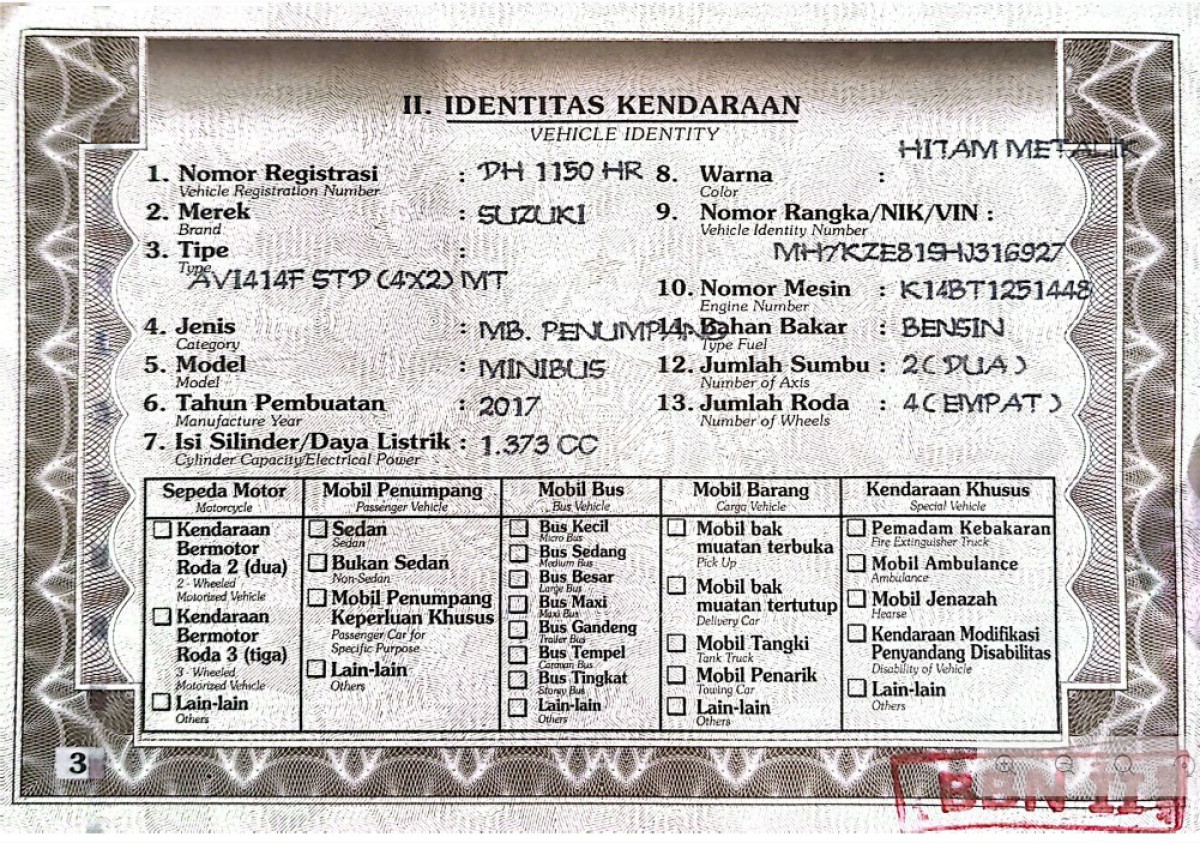 II. IDENTITAS KENDARAAN
VEHICLE IDENTITY
1. Nomor Registrasi : DH 1150 HR
Vehicle Registration Number
2. Merek : SUZUKI
Brand
3. Tipe :
Type
AV1414F STD (4X2) MT
4. Jenis : MB. PENUMPANG
Category
5. Model : MINIBUS
Model
6. Tahun Pembuatan : 2017
Manufacture Year
7. Isi Silinder/Daya Listrik : 1.373 CC
Cylinder Capacity/Electrical Power
HITAM METALIK
8. Warna :
Color
9. Nomor Rangka/NIK/VIN :
Vehicle Identity Number
MH7KZE81SHJ316927
10. Nomor Mesin : K14BT1251448
Engine Number
11. Bahan Bakar : BENSIN
Type Fuel
12. Jumlah Sumbu : 2 ( DUA )
Number of Axis
13. Jumlah Roda : 4 ( EMPAT )
Number of Wheels
Sepeda Motor
Motorcycle
Kendaraan
Bermotor
Roda 2 (dua)
2 - Wheeled
Motorized Vehicle
Kendaraan
Bermotor
Roda 3 (tiga)
3 - Wheeled
Motorized Vehicle
Lain-lain
Others
Mobil Penumpang
Passenger Vehicle
Sedan
Sedan
Bukan Sedan
Non-Sedan
Mobil Penumpang
Keperluan Khusus
Passenger Car for
Specific Purpose
Lain-lain
Others
Mobil Bus
Bus Vehicle
Bus Kecil
Micro Bus
Bus Sedang
Medium Bus
Bus Besar
Large Bus
Bus Maxi
Maxi Bus
Bus Gandeng
Trailer Bus
Bus Tempel
Caravan Bus
Bus Tingkat
Storey Bus
Lain-lain
Others
Mobil Barang
Cargo Vehicle
Mobil bak
muatan terbuka
Pick Up
Mobil bak
muatan tertutup
Delivery Car
Mobil Tangki
Tank Truck
Mobil Penarik
Towing Car
Lain-lain
Others
Kendaraan Khusus
Special Vehicle
Pemadam Kebakaran
Fire Extinguisher Truck
Mobil Ambulance
Ambulance
Mobil Jenazah
Hearse
Kendaraan Modifikasi
Penyandang Disabilitas
Disability of Vehicle
Lain-lain
Others
3
BBN II